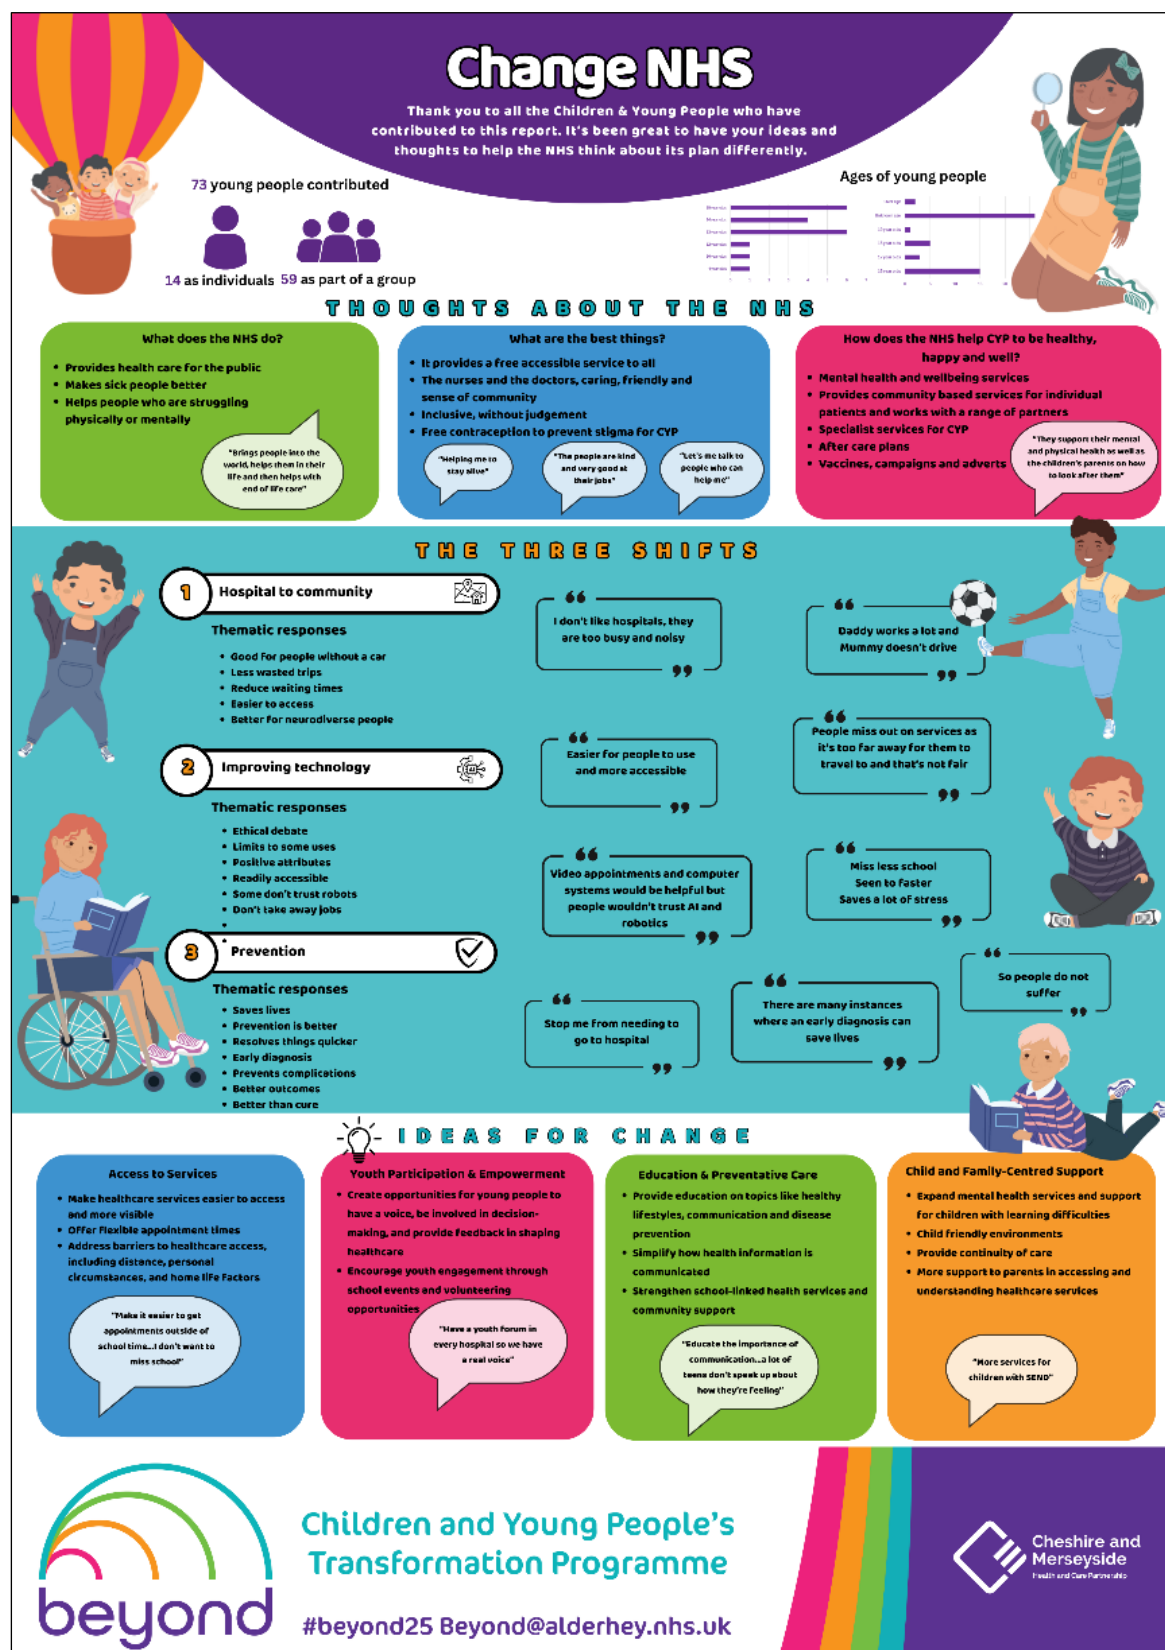 Change NHS
Thank you to all the Children & Young People who have
contributed to this report. It's been great to have your ideas and
thoughts to help the NHS think about its plan differently.
73 young people contributed
14 as individuals 59 as part of a group
Ages of young people
THOUGHTS ABOUT THE NHS
What does the NHS do?
• Provides health care for the public
• Makes sick people better
• Helps people who are struggling
physically or mentally
"Brings people into the
world, helps them in their
life and then helps with
end of life care"
What are the best things?
• It provides a free accessible service to all
• The nurses and the doctors, caring, friendly and
sense of community
• Inclusive, without judgement
• Free contraception to prevent stigma for CYP
"Helping me to
stay alive"
"The people are kind
and very good at
their jobs"
"Let's me talk to
people who can
help me"
How does the NHS help CYP to be healthy,
happy and well?
• Mental health and wellbeing services
• Provides community based services for individual
patients and works with a range of partners
• Specialist services for CYP
• After care plans
• Vaccines, campaigns and adverts
"They support their mental
and physical health as well as
the children's parents on how
to look after them"
THE THREE SHIFTS
1 Hospital to community
Thematic responses
• Good for people without a car
• Less wasted trips
• Reduce waiting times
• Easier to access
• Better for neurodiverse people
I don't like hospitals, they
are too busy and noisy
Daddy works a lot and
Mummy doesn't drive
Easier for people to use
and more accessible
People miss out on services as
it's too far away for them to
travel to and that's not fair
2 Improving technology
Thematic responses
• Ethical debate
• Limits to some uses
• Positive attributes
• Readily accessible
• Some don't trust robots
• Don't take away jobs
Video appointments and computer
systems would be helpful but
people wouldn't trust AI and
robotics
Miss less school
Seen to faster
Saves a lot of stress
3 Prevention
Thematic responses
• Saves lives
• Prevention is better
• Resolves things quicker
• Early diagnosis
• Prevents complications
• Better outcomes
• Better than cure
Stop me from needing to
go to hospital
There are many instances
where an early diagnosis can
save lives
So people do not
suffer
IDEAS FOR CHANGE
Access to Services
• Make healthcare services easier to access
and more visible
• Offer flexible appointment times
• Address barriers to healthcare access,
including distance, personal
circumstances, and home life factors
"Make it easier to get
appointments outside of
school time...I don't want to
miss school"
Youth Participation & Empowerment
• Create opportunities for young people to
have a voice, be involved in decision-
making, and provide feedback in shaping
healthcare
• Encourage youth engagement through
school events and volunteering
opportunities
"Have a youth forum in
every hospital so we have
a real voice"
Education & Preventative Care
• Provide education on topics like healthy
lifestyles, communication and disease
prevention
• Simplify how health information is
communicated
• Strengthen school-linked health services and
community support
"Educate the importance of
communication...a lot of
teens don't speak up about
how they're feeling"
Child and Family-Centred Support
• Expand mental health services and support
for children with learning difficulties
• Child friendly environments
• Provide continuity of care
• More support to parents in accessing and
understanding healthcare services
"More services for
children with SEND"
beyond
Children and Young People's
Transformation Programme
#beyond25 Beyond@alderhey.nhs.uk
Cheshire and
Merseyside
Health and Care Partnership